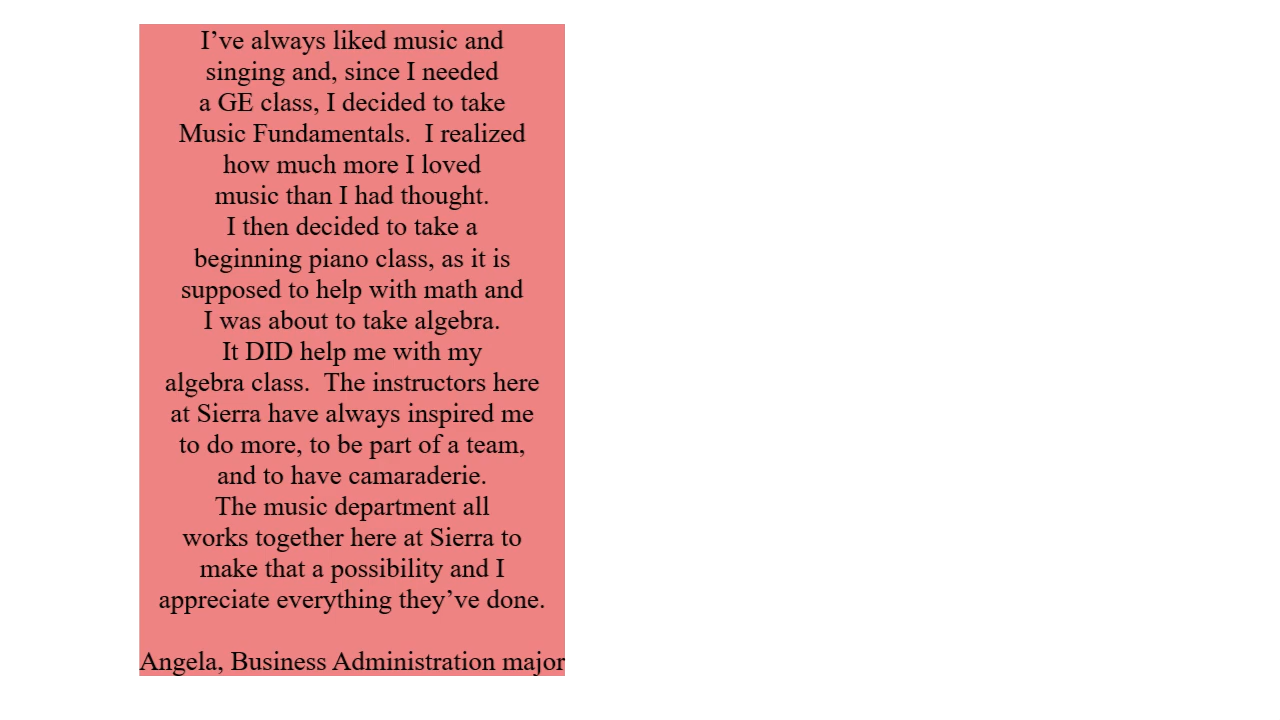 I’ve always liked music and
singing and, since I needed
a GE class, I decided to take
Music Fundamentals.  I realized
how much more I loved
music than I had thought.
I then decided to take a
beginning piano class, as it is
supposed to help with math and
I was about to take algebra.
It DID help me with my
algebra class.  The instructors here
at Sierra have always inspired me
to do more, to be part of a team,
and to have camaraderie.
The music department all
works together here at Sierra to
make that a possibility and I
appreciate everything they’ve done.
Angela, Business Administration major